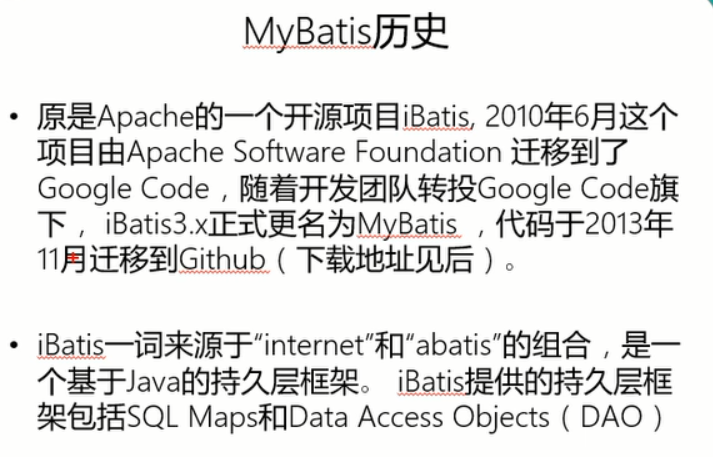 MyBatis历史
• 原是Apache的一个开源项目iBatis, 2010年6月这个
项目由Apache Software Foundation 迁移到了
Google Code，随着开发团队转投Google Code旗
下， iBatis3.x正式更名为MyBatis ，代码于2013年
11月迁移到Github（下载地址见后）。
• iBatis一词来源于“internet”和“abatis”的组合，是一
个基于Java的持久层框架。 iBatis提供的持久层框
架包括SQL Maps和Data Access Objects（DAO）